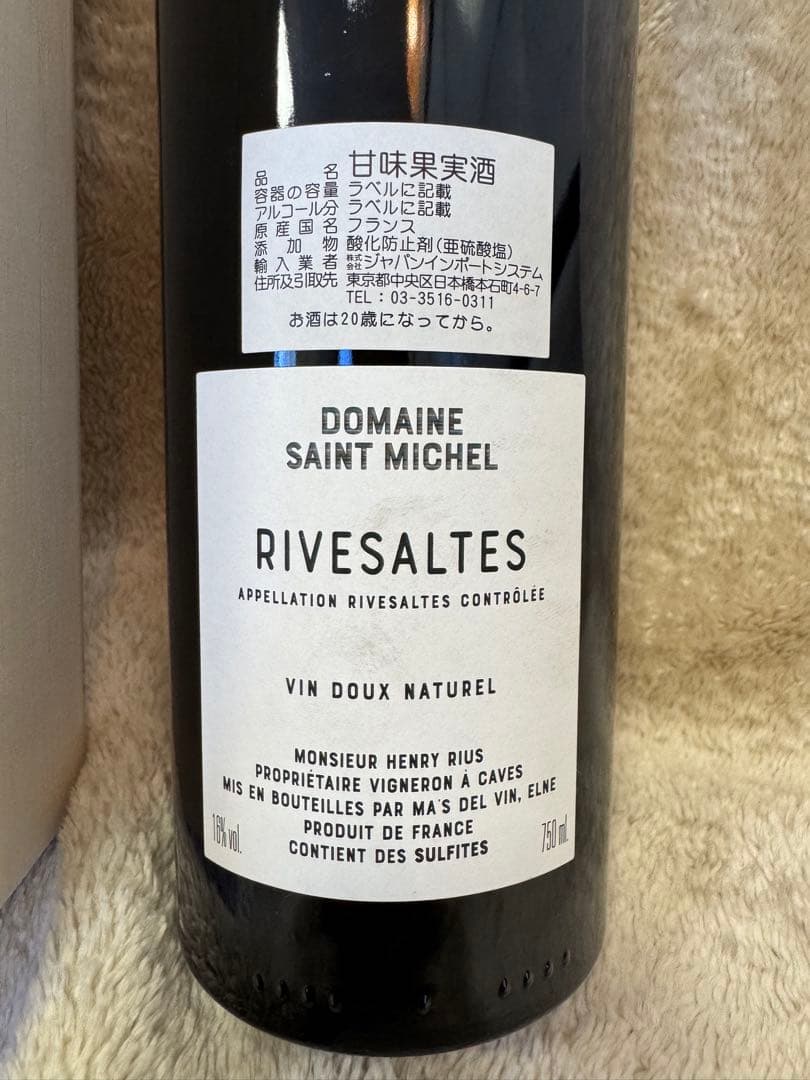 品名 甘味果実酒
容器の容量 ラベルに記載
アルコール分 ラベルに記載
原産国名 フランス
添加物 酸化防止剤(亜硫酸塩)
輸入業者 株式会社ジャパンインポートシステム
住所及引取先 東京都中央区日本橋本石町4-6-7
TEL：03-3516-0311
お酒は20歳になってから。
DOMAINE
SAINT MICHEL
RIVESALTES
APPELLATION RIVESALTES CONTRÔLÉE
VIN DOUX NATUREL
MONSIEUR HENRY RIUS
PROPRIÉTAIRE VIGNERON À CAVES
MIS EN BOUTEILLES PAR MA'S DEL VIN, ELNE
PRODUIT DE FRANCE
CONTIENT DES SULFITES
16% vol.
750 ml.